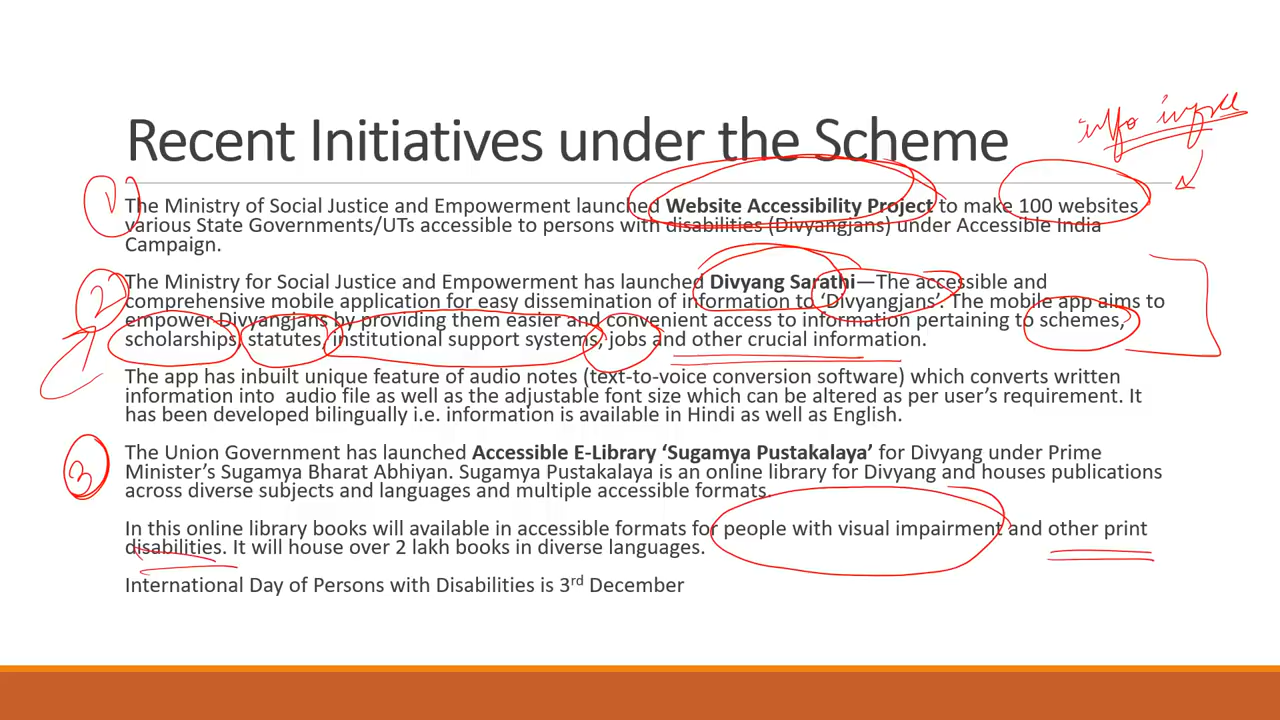 Recent Initiatives under the Scheme
The Ministry of Social Justice and Empowerment launched Website Accessibility Project to make 100 websites
various State Governments/UTs accessible to persons with disabilities (Divyangjans) under Accessible India
Campaign.
The Ministry for Social Justice and Empowerment has launched Divyang Sarathi—The accessible and
comprehensive mobile application for easy dissemination of information to ‘Divyangjans’. The mobile app aims to
empower Divyangjans by providing them easier and convenient access to information pertaining to schemes,
scholarships, statutes, institutional support systems, jobs and other crucial information.
The app has inbuilt unique feature of audio notes (text-to-voice conversion software) which converts written
information into audio file as well as the adjustable font size which can be altered as per user’s requirement. It
has been developed bilingually i.e. information is available in Hindi as well as English.
The Union Government has launched Accessible E-Library ‘Sugamya Pustakalaya’ for Divyang under Prime
Minister’s Sugamya Bharat Abhiyan. Sugamya Pustakalaya is an online library for Divyang and houses publications
across diverse subjects and languages and multiple accessible formats.
In this online library books will available in accessible formats for people with visual impairment and other print
disabilities. It will house over 2 lakh books in diverse languages.
International Day of Persons with Disabilities is 3rd December
1
2
3